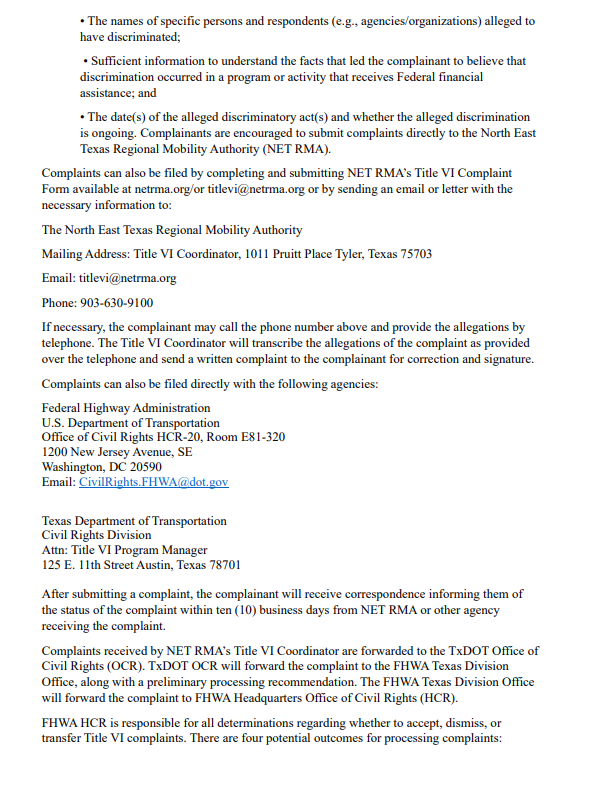 • The names of specific persons and respondents (e.g., agencies/organizations) alleged to
have discriminated;
• Sufficient information to understand the facts that led the complainant to believe that
discrimination occurred in a program or activity that receives Federal financial
assistance; and
• The date(s) of the alleged discriminatory act(s) and whether the alleged discrimination
is ongoing. Complainants are encouraged to submit complaints directly to the North East
Texas Regional Mobility Authority (NET RMA).
Complaints can also be filed by completing and submitting NET RMA’s Title VI Complaint
Form available at netrma.org/or titlevi@netrma.org or by sending an email or letter with the
necessary information to:
The North East Texas Regional Mobility Authority
Mailing Address: Title VI Coordinator, 1011 Pruitt Place Tyler, Texas 75703
Email: titlevi@netrma.org
Phone: 903-630-9100
If necessary, the complainant may call the phone number above and provide the allegations by
telephone. The Title VI Coordinator will transcribe the allegations of the complaint as provided
over the telephone and send a written complaint to the complainant for correction and signature.
Complaints can also be filed directly with the following agencies:
Federal Highway Administration
U.S. Department of Transportation
Office of Civil Rights HCR-20, Room E81-320
1200 New Jersey Avenue, SE
Washington, DC 20590
Email: CivilRights.FHWA@dot.gov
Texas Department of Transportation
Civil Rights Division
Attn: Title VI Program Manager
125 E. 11th Street Austin, Texas 78701
After submitting a complaint, the complainant will receive correspondence informing them of
the status of the complaint within ten (10) business days from NET RMA or other agency
receiving the complaint.
Complaints received by NET RMA’s Title VI Coordinator are forwarded to the TxDOT Office of
Civil Rights (OCR). TxDOT OCR will forward the complaint to the FHWA Texas Division
Office, along with a preliminary processing recommendation. The FHWA Texas Division Office
will forward the complaint to FHWA Headquarters Office of Civil Rights (HCR).
FHWA HCR is responsible for all determinations regarding whether to accept, dismiss, or
transfer Title VI complaints. There are four potential outcomes for processing complaints: